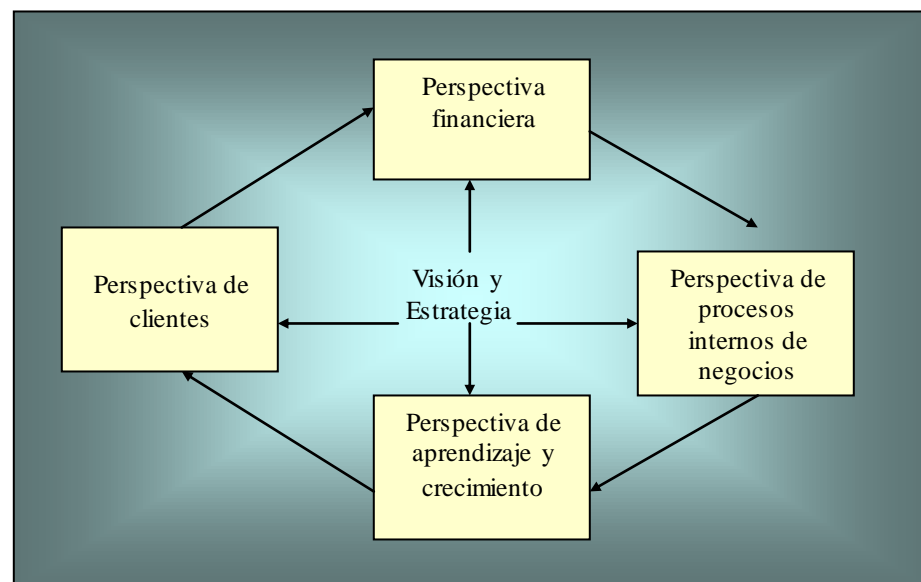 Perspectiva
financiera
Perspectiva de
clientes
Visión y
Estrategia
Perspectiva de
procesos
internos de
negocios
Perspectiva de
aprendizaje y
crecimiento